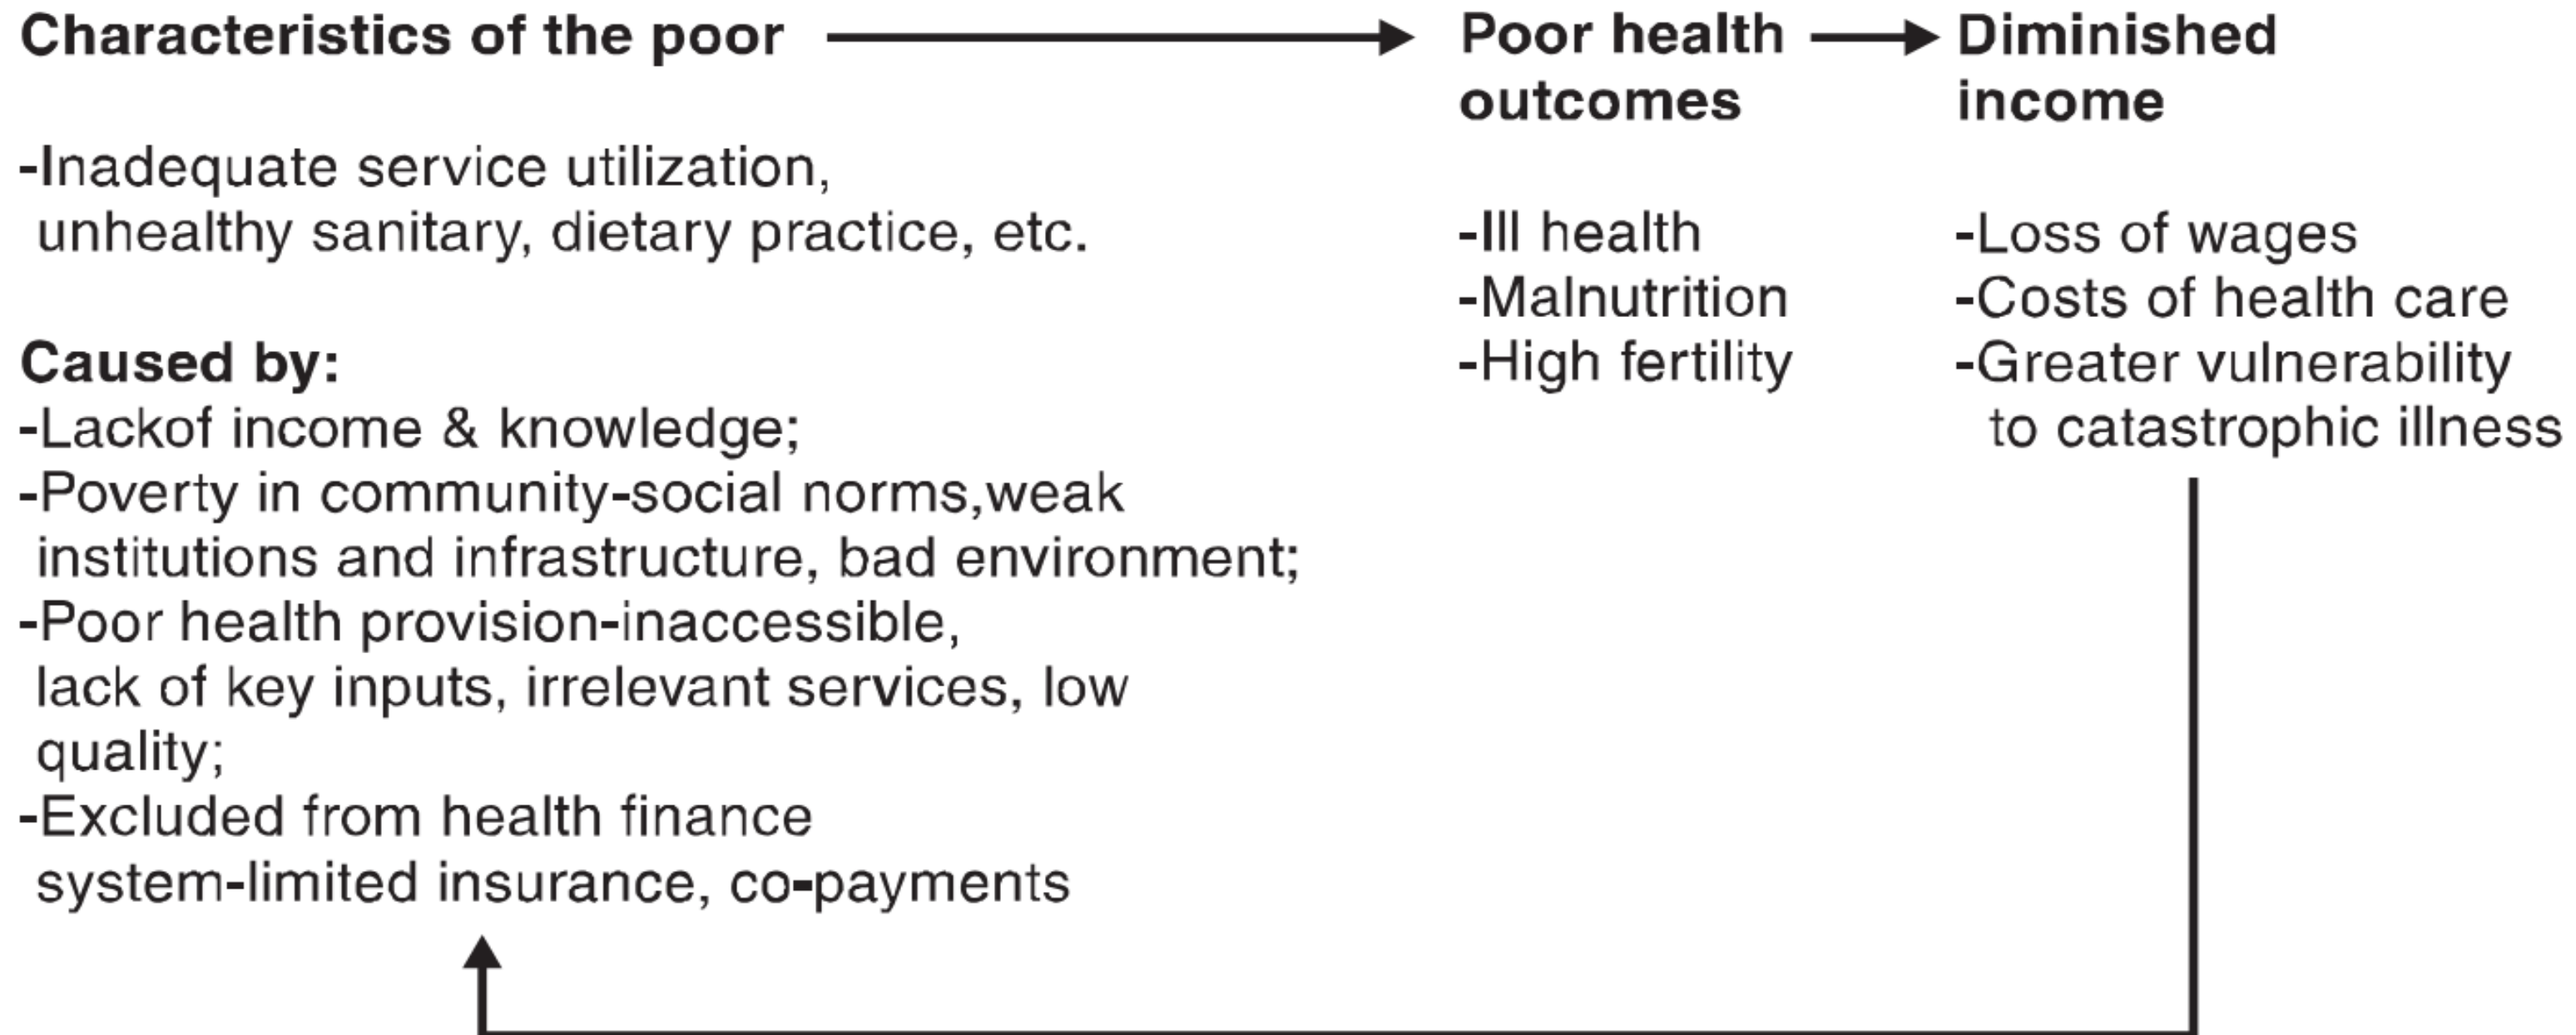 Characteristics of the poor
-Inadequate service utilization,
unhealthy sanitary, dietary practice, etc.
Caused by:
-Lackof income & knowledge;
-Poverty in community-social norms,weak
institutions and infrastructure, bad environment;
-Poor health provision-inaccessible,
lack of key inputs, irrelevant services, low
quality;
-Excluded from health finance
system-limited insurance, co-payments
Poor health
outcomes
-Ill health
-Malnutrition
-High fertility
Diminished
income
-Loss of wages
-Costs of health care
-Greater vulnerability
to catastrophic illness